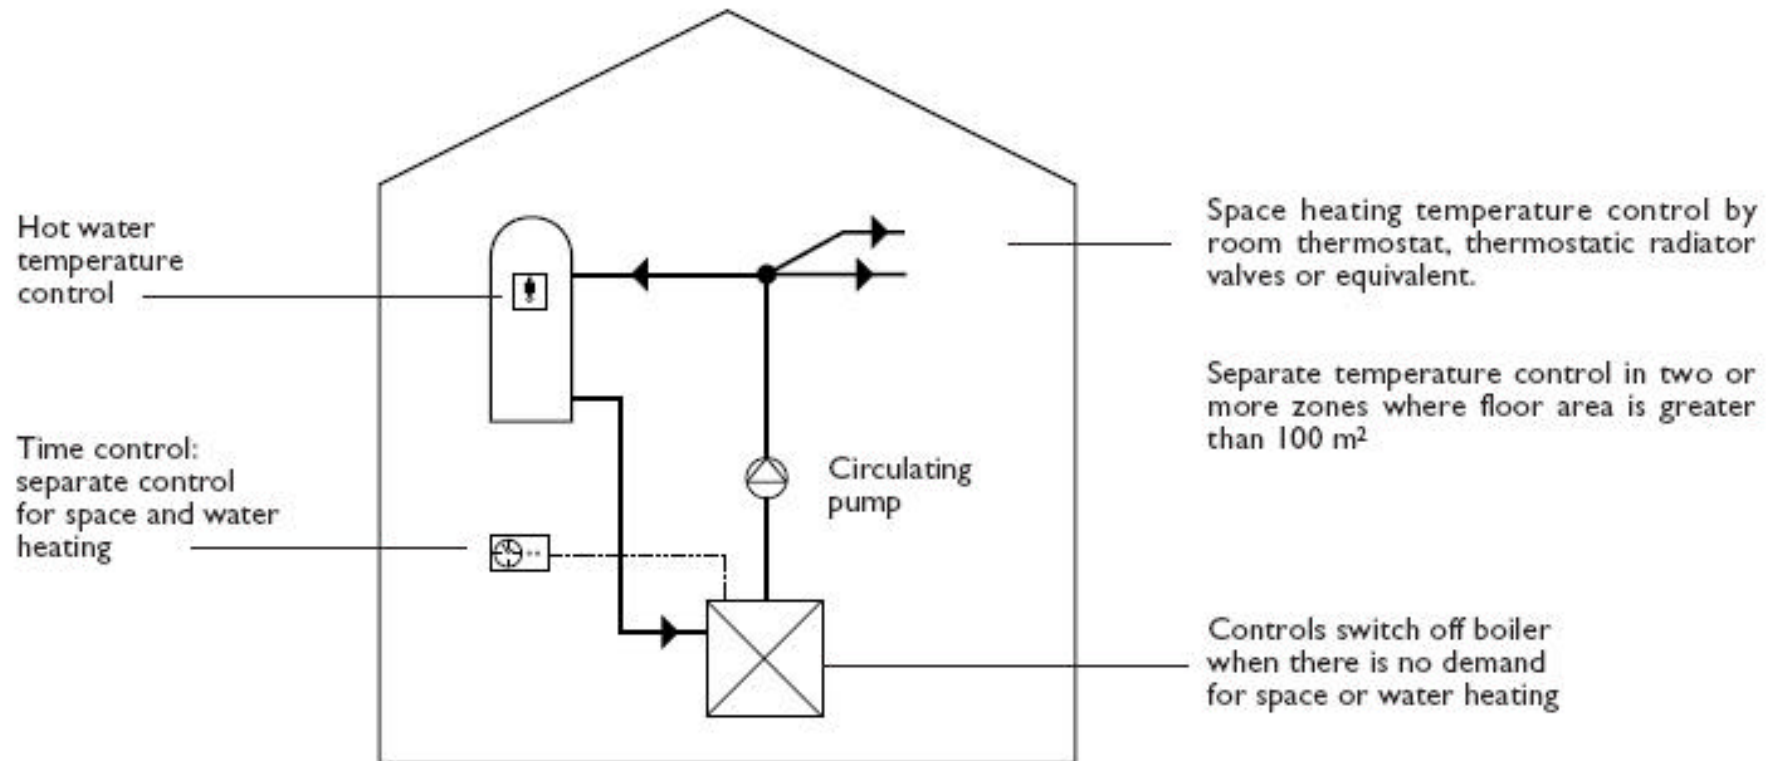 Hot water
temperature
control
Time control:
separate control
for space and water
heating
Circulating
pump
Space heating temperature control by
room thermostat, thermostatic radiator
valves or equivalent.
Separate temperature control in two or
more zones where floor area is greater
than 100 m²
Controls switch off boiler
when there is no demand
for space or water heating